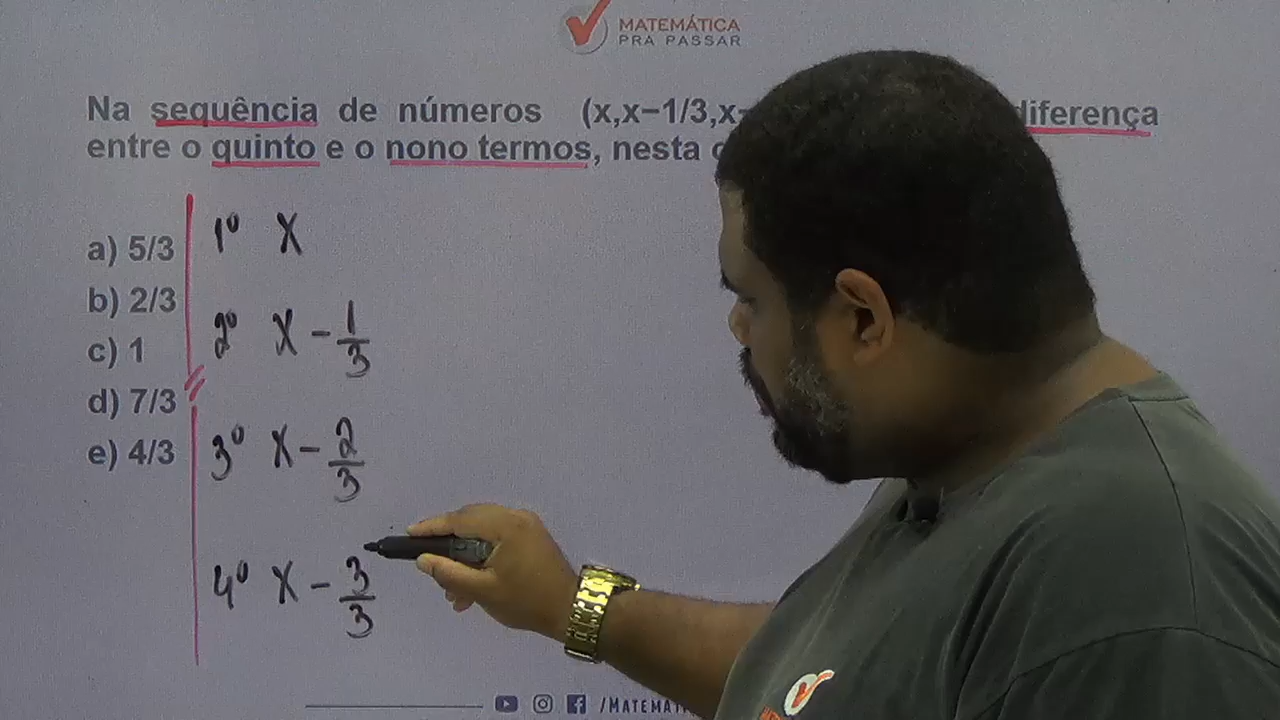 MATEMÁTICA
PRA PASSAR
Na sequência de números (x,x−1/3,x diferença
entre o quinto e o nono termos, nesta
a) 5/3
b) 2/3
c) 1
d) 7/3
e) 4/3
1º X
2º X - 1/3
3º X - 2/3
4º X - 3/3
/MATEMÁ